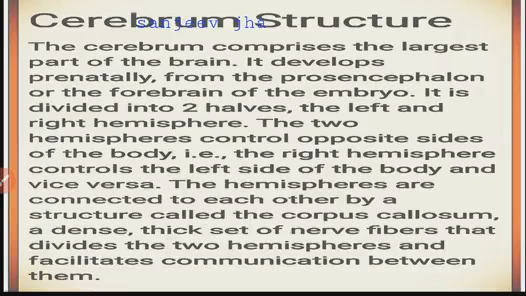 Cerebrum Structure
sanjeev jha
The cerebrum comprises the largest
part of the brain. It develops
prenatally, from the prosencephalon
or the forebrain of the embryo. It is
divided into 2 halves, the left and
right hemisphere. The two
hemispheres control opposite sides
of the body, i.e., the right hemisphere
controls the left side of the body and
vice versa. The hemispheres are
connected to each other by a
structure called the corpus callosum,
a dense, thick set of nerve fibers that
divides the two hemispheres and
facilitates communication between
them.